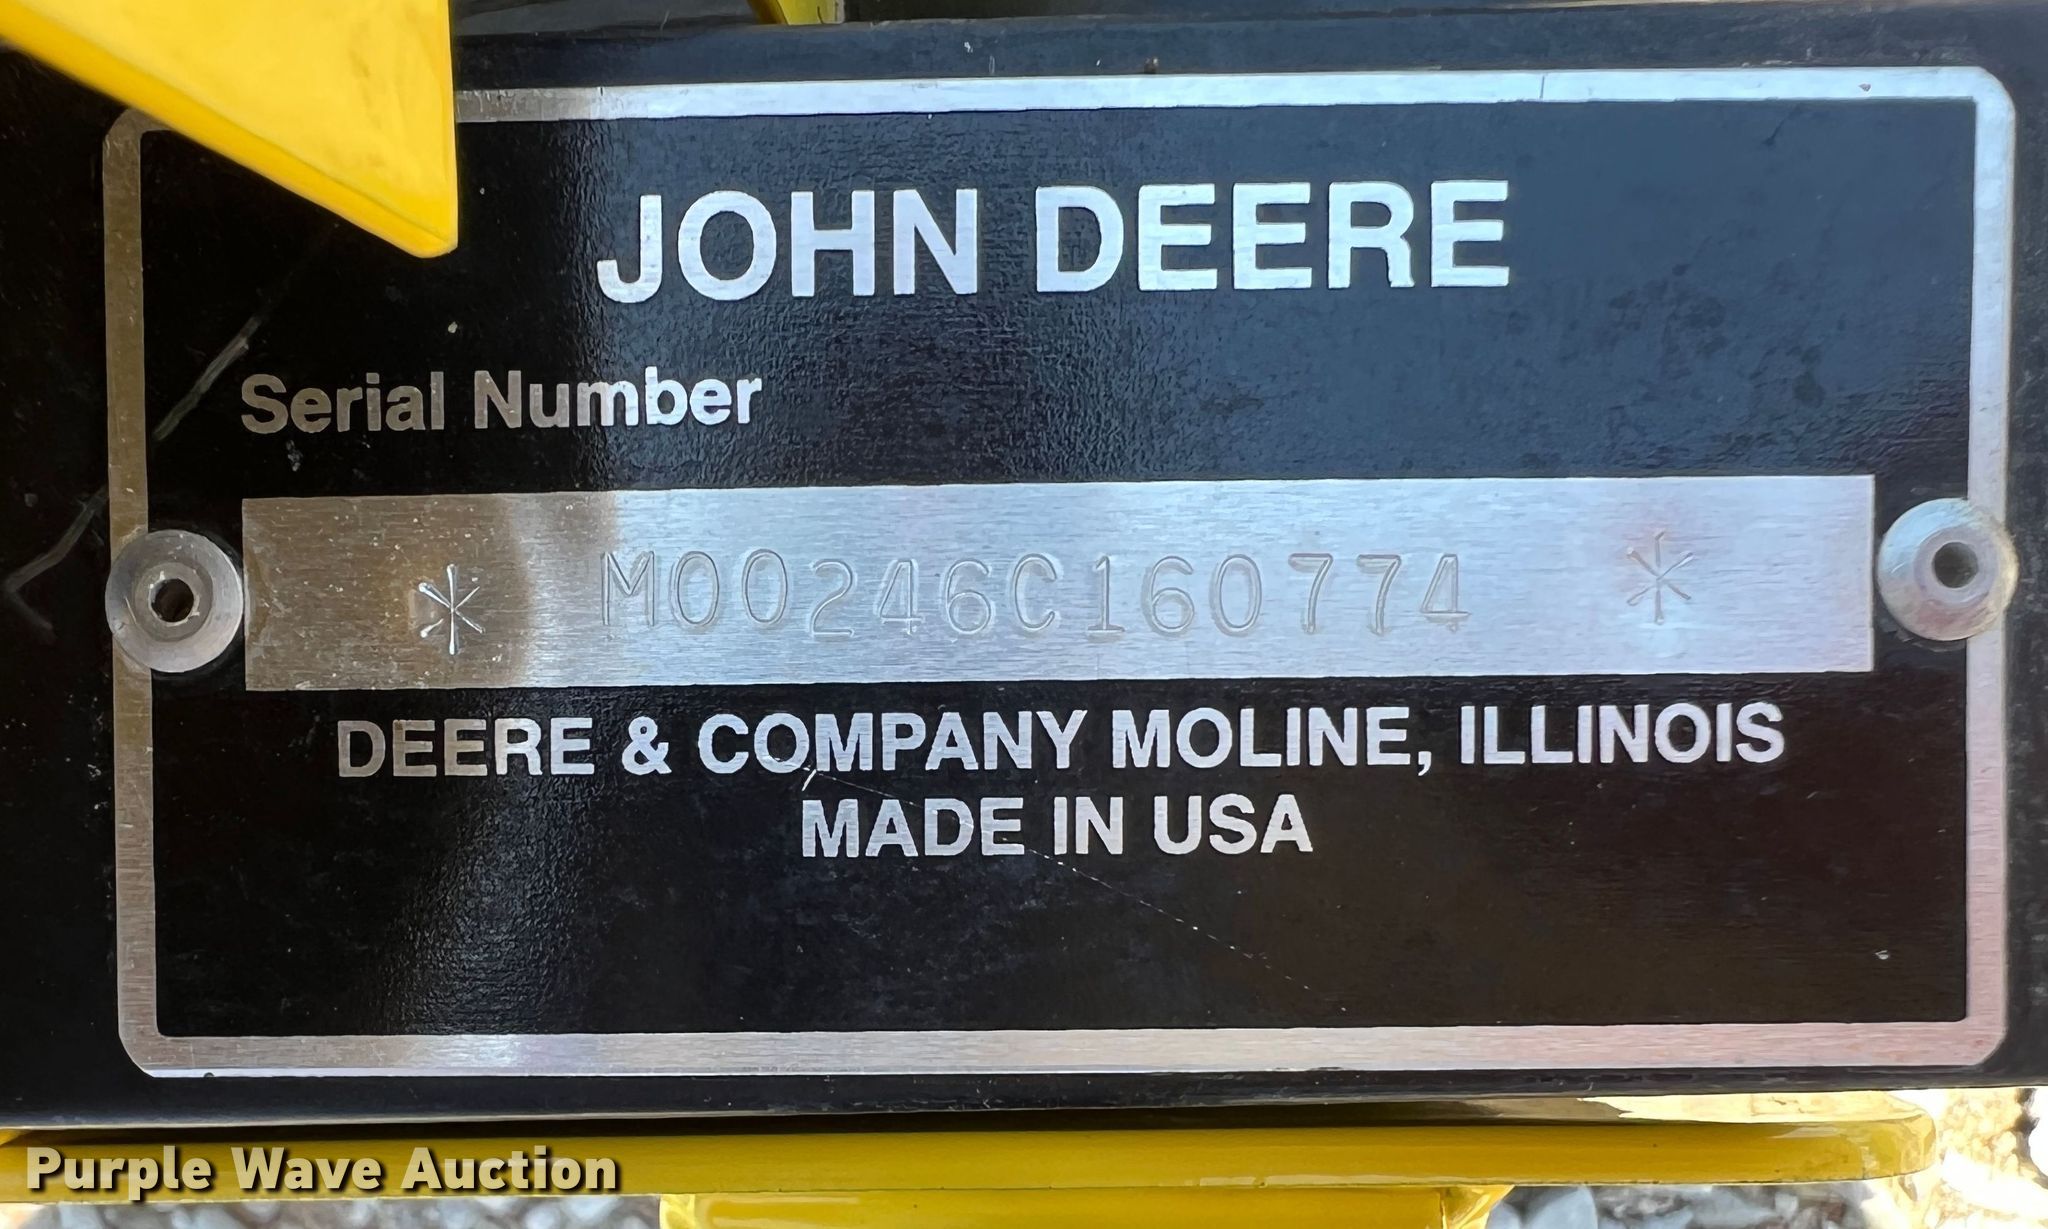 JOHN DEERE
Serial Number
* M00246C160774 *
DEERE & COMPANY MOLINE, ILLINOIS
MADE IN USA
Purple Wave Auction